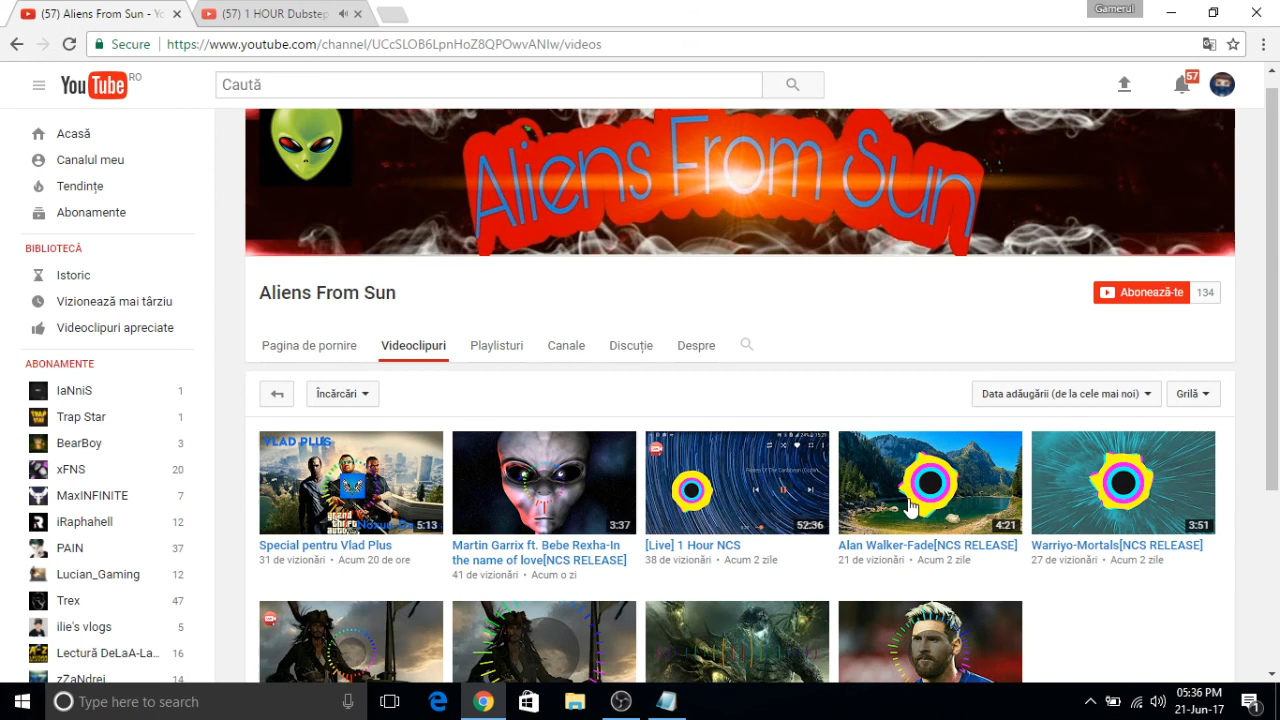 (57) Aliens From Sun - Yo
(57) 1 HOUR Dubstep
Gamerul
Secure
https://www.youtube.com/channel/UCcSLOB6LpnHoZ8QPOwvANIw/videos
YouTube RO
Caută
57
Acasă
Canalul meu
Tendințe
Abonamente
BIBLIOTECĂ
Istoric
Vizionează mai târziu
Videoclipuri apreciate
ABONAMENTE
IaNniS 1
Trap Star 1
BearBoy 3
xFNS 20
MaxINFINITE 7
iRaphahell 12
PAIN 37
Lucian_Gaming 12
Trex 47
ilie's vlogs 5
Lectură DeLaA-La... 16
zZandrei 14
Aliens From Sun
Aliens From Sun
Abonează-te 134
Pagina de pornire
Videoclipuri
Playlisturi
Canale
Discuție
Despre
Încărcări
Data adăugării (de la cele mai noi)
Grilă
VLAD PLUS
5:13
Special pentru Vlad Plus
31 de vizionări • Acum 20 de ore
3:37
Martin Garrix ft. Bebe Rexha-In
the name of love[NCS RELEASE]
41 de vizionări • Acum o zi
52:36
[Live] 1 Hour NCS
38 de vizionări • Acum 2 zile
4:21
Alan Walker-Fade[NCS RELEASE]
21 de vizionări • Acum 2 zile
3:51
Warriyo-Mortals[NCS RELEASE]
27 de vizionări • Acum 2 zile
Type here to search
05:36 PM
21-Jun-17
1